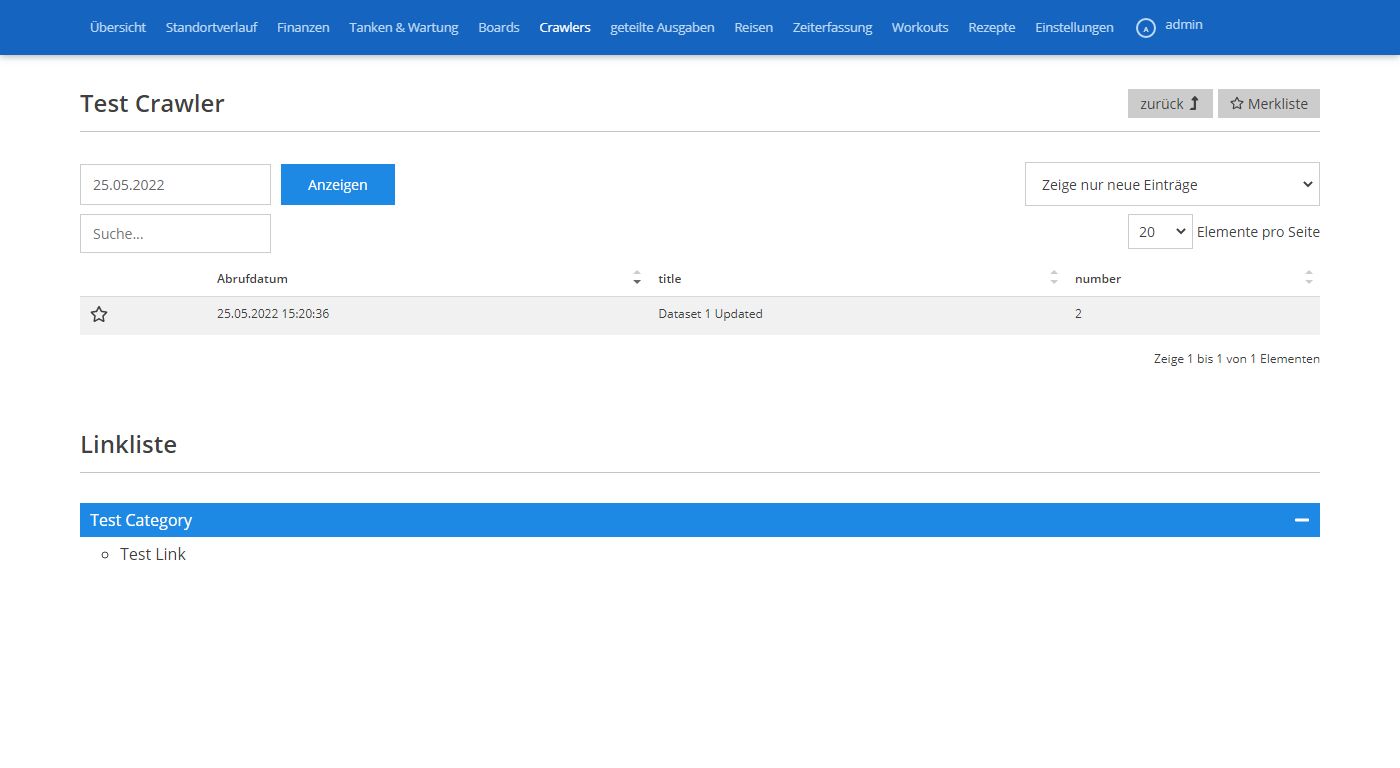 Übersicht Standortverlauf Finanzen Tanken & Wartung Boards Crawlers geteilte Ausgaben Reisen Zeiterfassung Workouts Rezepte Einstellungen A admin
Test Crawler zurück Merkliste
25.05.2022 Anzeigen Zeige nur neue Einträge
Suche... 20 Elemente pro Seite
Abrufdatum title number
25.05.2022 15:20:36 Dataset 1 Updated 2
Zeige 1 bis 1 von 1 Elementen
Linkliste
Test Category
Test Link